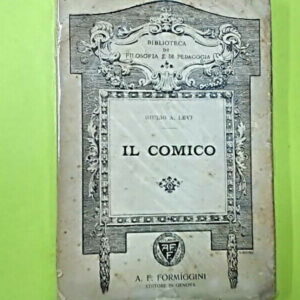 BIBLIOTECA
DI
FILOSOFIA E DI PEDAGOGIA
GIULIO A. LEVI
IL COMICO
A. F. FORMIGGINI
EDITORE IN GENOVA